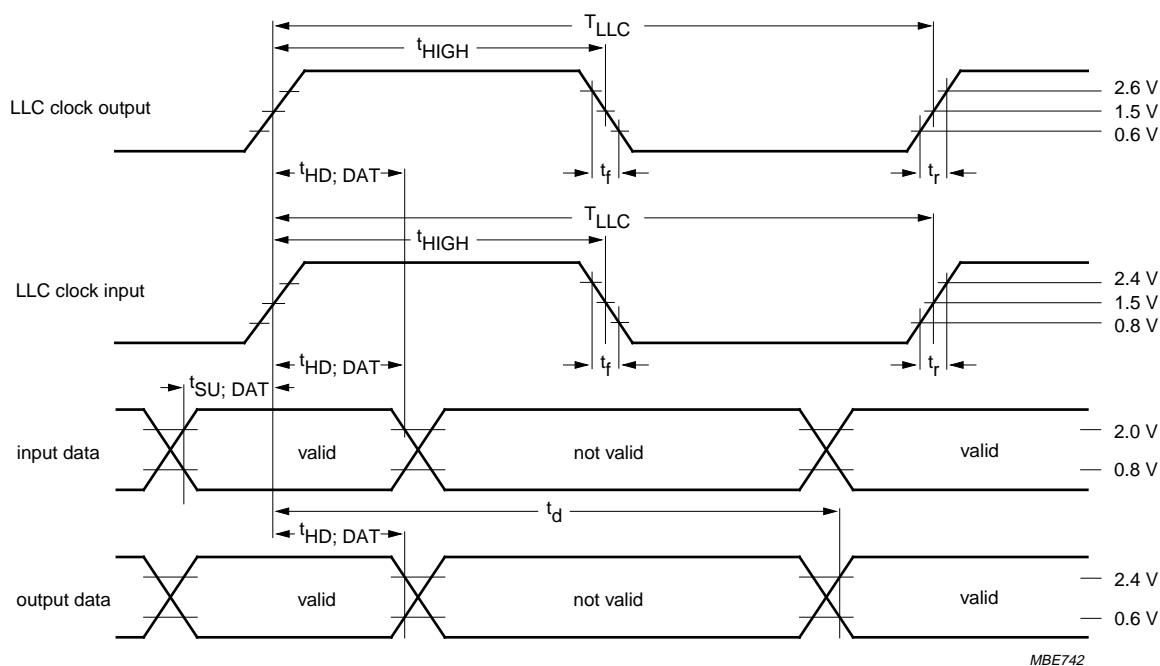 T_LLC
t_HIGH
LLC clock output
2.6 V
1.5 V
0.6 V
t_HD; DAT
t_f
t_r
T_LLC
t_HIGH
LLC clock input
2.4 V
1.5 V
0.8 V
t_HD; DAT
t_f
t_r
t_SU; DAT
input data
valid
not valid
valid
2.0 V
0.8 V
t_d
t_HD; DAT
output data
valid
not valid
valid
2.4 V
0.6 V
MBE742